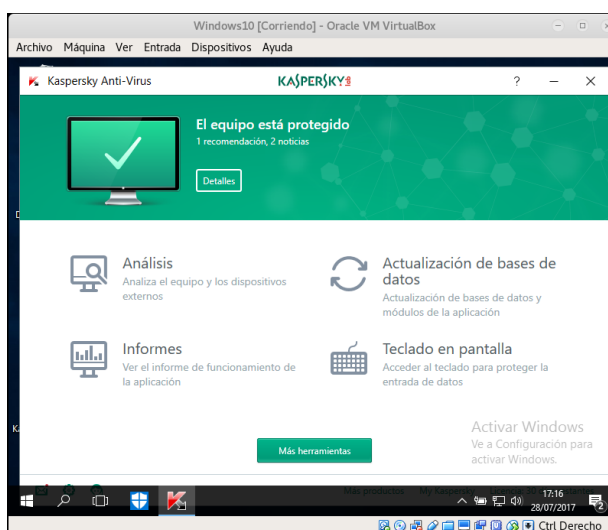 Windows10 [Corriendo] - Oracle VM VirtualBox
Archivo Máquina Ver Entrada Dispositivos Ayuda
Kaspersky Anti-Virus
KASPERSKY
?
El equipo está protegido
1 recomendación, 2 noticias
Detalles
Análisis
Analiza el equipo y los dispositivos
externos
Actualización de bases de
datos
Actualización de bases de datos y
módulos de la aplicación
Informes
Ver el informe de funcionamiento de
la aplicación
Teclado en pantalla
Acceder al teclado para proteger la
entrada de datos
Activar Windows
Ve a Configuración para
activar Windows.
Más herramientas
Más productos My Kaspersky
17:16
28/07/2017
2
Ctrl Derecho